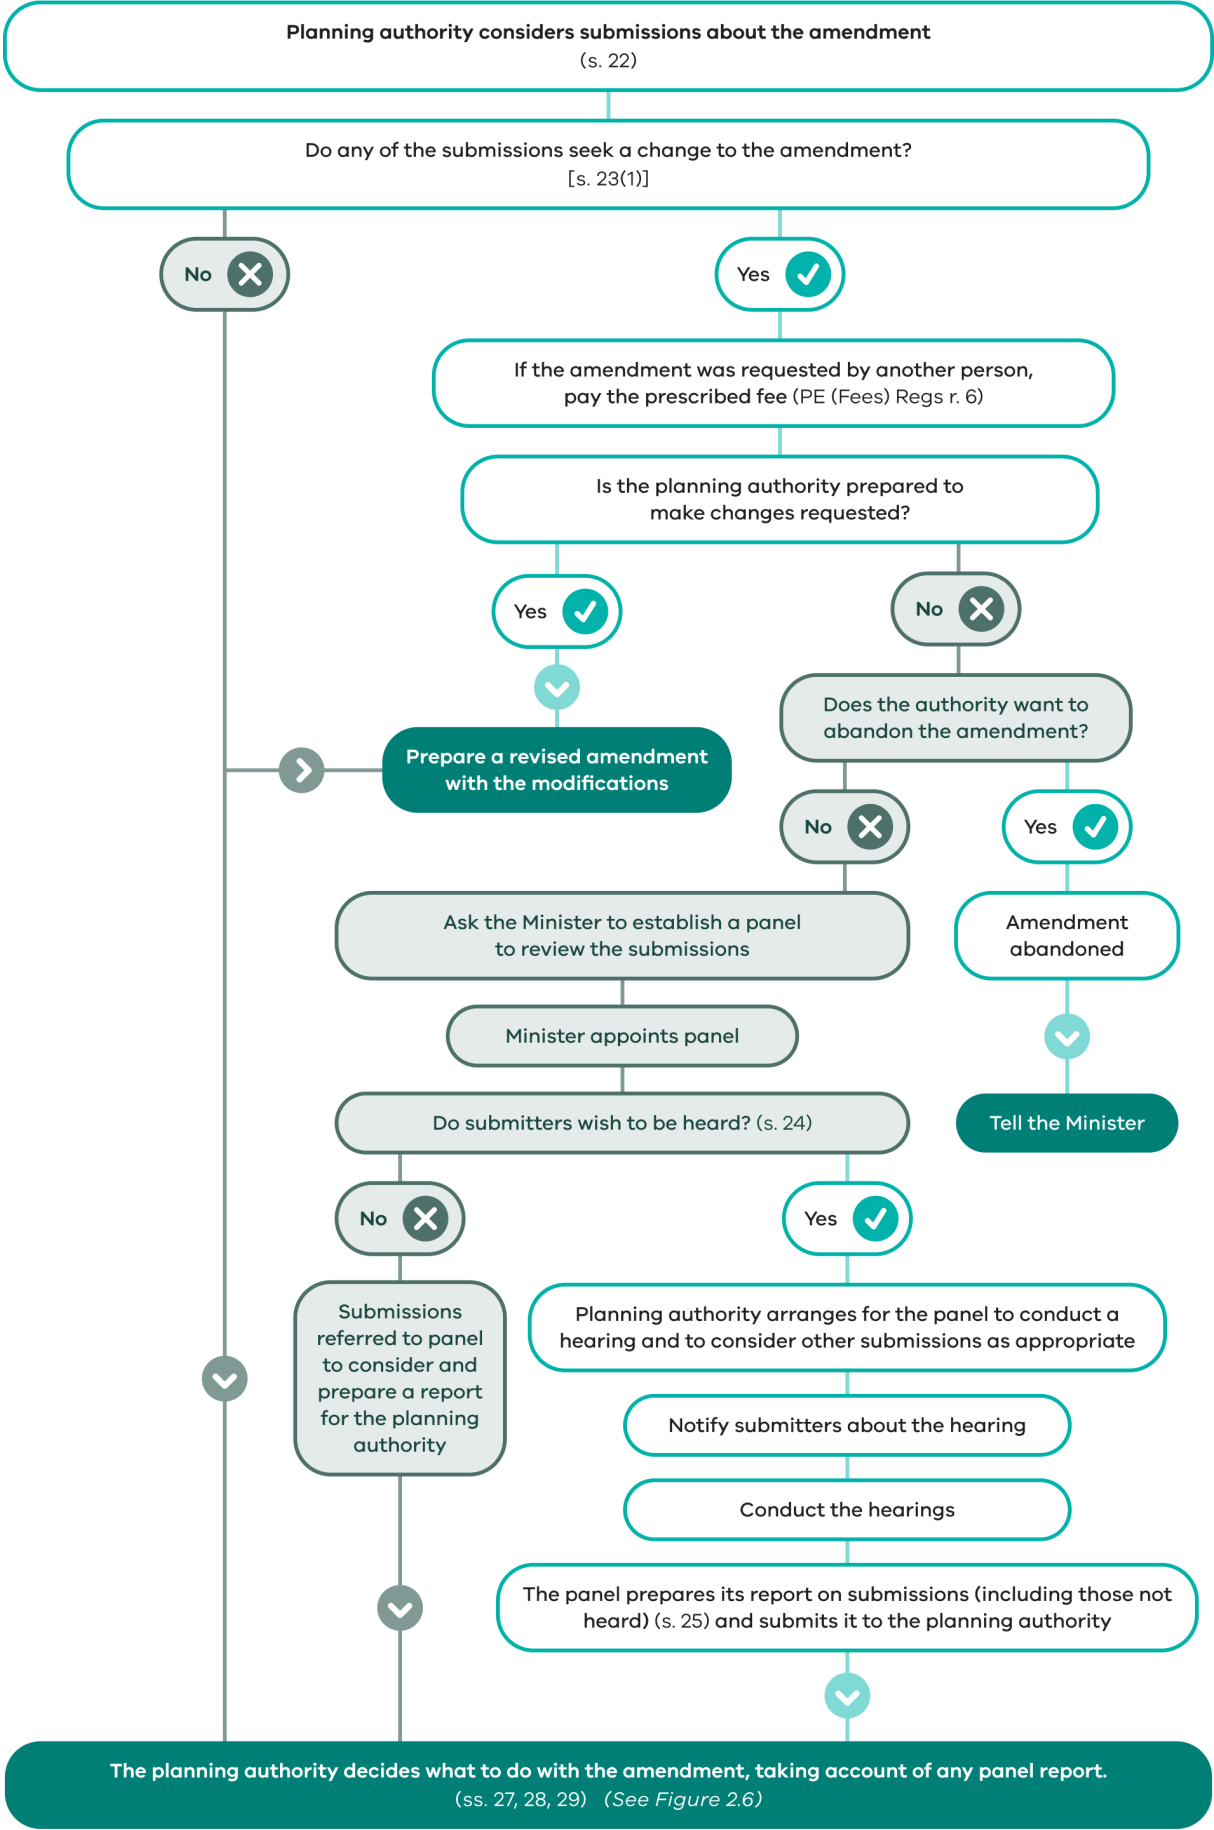 Planning authority considers submissions about the amendment
(s. 22)
Do any of the submissions seek a change to the amendment?
[s. 23(1)]
No
Yes
If the amendment was requested by another person,
pay the prescribed fee (PE (Fees) Regs r. 6)
Is the planning authority prepared to
make changes requested?
Yes
No
Does the authority want to
abandon the amendment?
Prepare a revised amendment
with the modifications
No
Yes
Ask the Minister to establish a panel
to review the submissions
Amendment
abandoned
Minister appoints panel
Do submitters wish to be heard? (s. 24)
Tell the Minister
No
Yes
Submissions
referred to panel
to consider and
prepare a report
for the planning
authority
Planning authority arranges for the panel to conduct a
hearing and to consider other submissions as appropriate
Notify submitters about the hearing
Conduct the hearings
The panel prepares its report on submissions (including those not
heard) (s. 25) and submits it to the planning authority
The planning authority decides what to do with the amendment, taking account of any panel report.
(ss. 27, 28, 29) (See Figure 2.6)